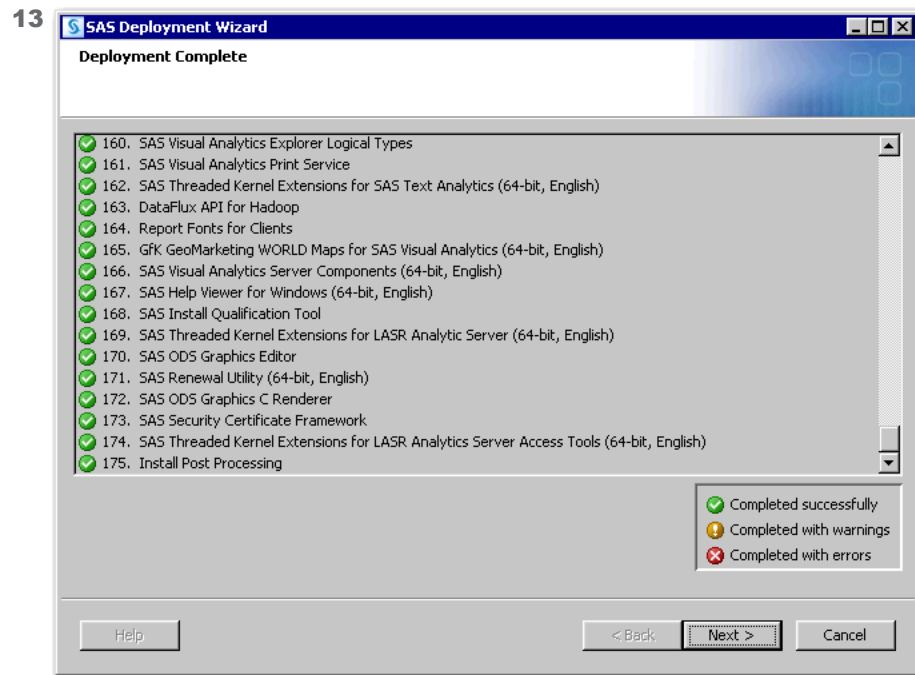 13
SAS Deployment Wizard
Deployment Complete
160. SAS Visual Analytics Explorer Logical Types
161. SAS Visual Analytics Print Service
162. SAS Threaded Kernel Extensions for SAS Text Analytics (64-bit, English)
163. DataFlux API for Hadoop
164. Report Fonts for Clients
165. GfK GeoMarketing WORLD Maps for SAS Visual Analytics (64-bit, English)
166. SAS Visual Analytics Server Components (64-bit, English)
167. SAS Help Viewer for Windows (64-bit, English)
168. SAS Install Qualification Tool
169. SAS Threaded Kernel Extensions for LASR Analytic Server (64-bit, English)
170. SAS ODS Graphics Editor
171. SAS Renewal Utility (64-bit, English)
172. SAS ODS Graphics C Renderer
173. SAS Security Certificate Framework
174. SAS Threaded Kernel Extensions for LASR Analytics Server Access Tools (64-bit, English)
175. Install Post Processing
Completed successfully
Completed with warnings
Completed with errors
Help < Back Next > Cancel